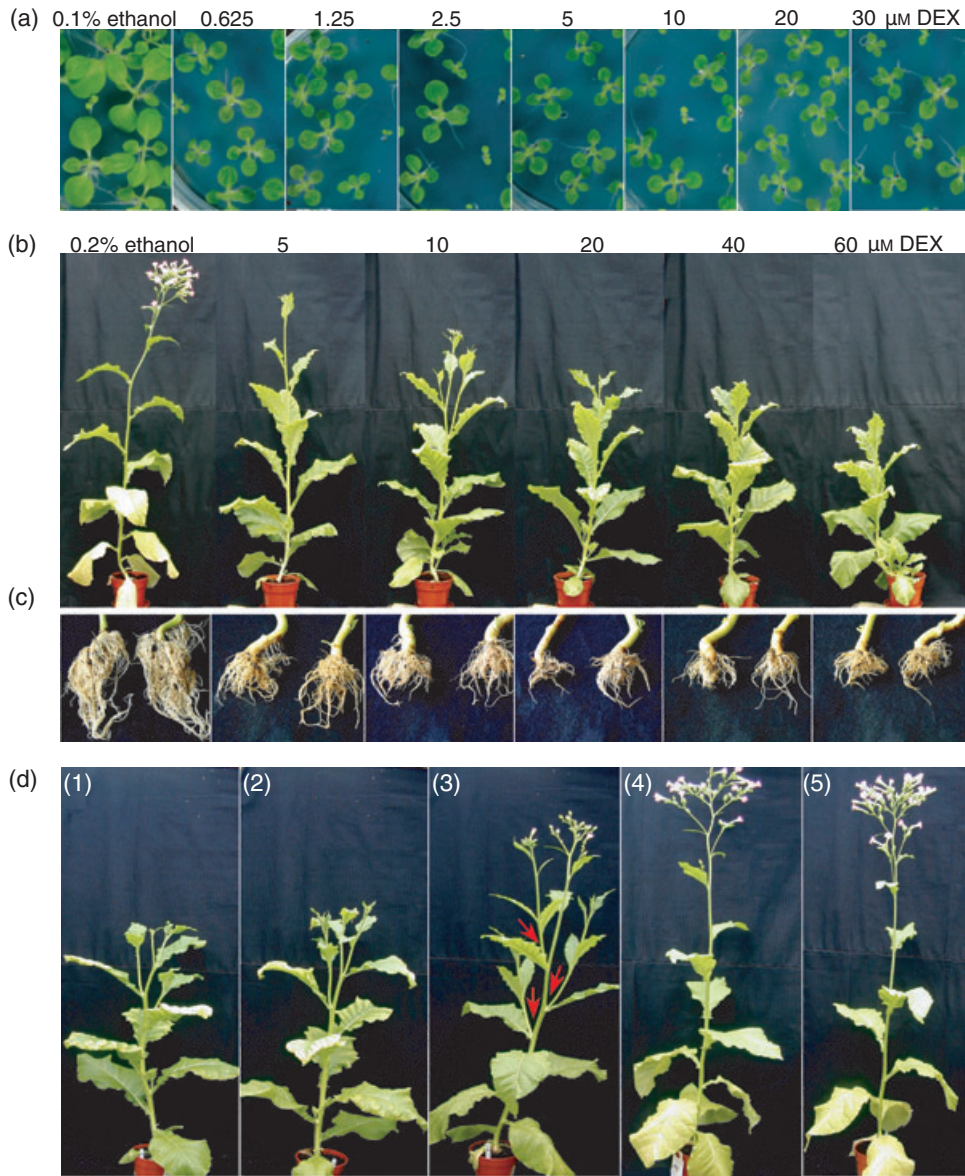 (a) 0.1% ethanol 0.625 1.25 2.5 5 10 20 30 μM DEX
(b) 0.2% ethanol 5 10 20 40 60 μM DEX
(c)
(d) (1) (2) (3) (4) (5)